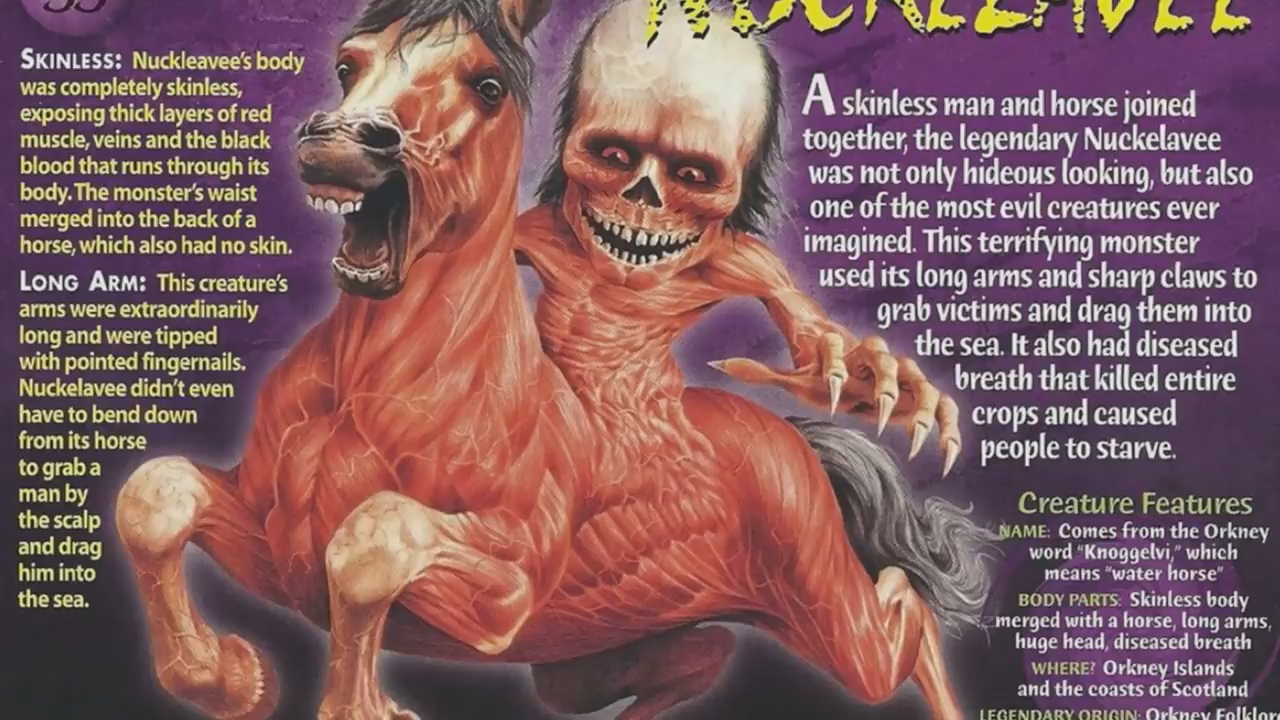 NUCKELAVEE
SKINLESS: Nuckleavee's body
was completely skinless,
exposing thick layers of red
muscle, veins and the black
blood that runs through its
body. The monster's waist
merged into the back of a
horse, which also had no skin.
LONG ARM: This creature's
arms were extraordinarily
long and were tipped
with pointed fingernails.
Nuckelavee didn't even
have to bend down
from its horse
to grab a
man by
the scalp
and drag
him into
the sea.
A skinless man and horse joined
together, the legendary Nuckelavee
was not only hideous looking, but also
one of the most evil creatures ever
imagined. This terrifying monster
used its long arms and sharp claws to
grab victims and drag them into
the sea. It also had diseased
breath that killed entire
crops and caused
people to starve.
Creature Features
NAME: Comes from the Orkney
word "Knoggelvi," which
means "water horse"
BODY PARTS: Skinless body
merged with a horse, long arms,
huge head, diseased breath
WHERE? Orkney Islands
and the coasts of Scotland
LEGENDARY ORIGIN: Orkney Folklor